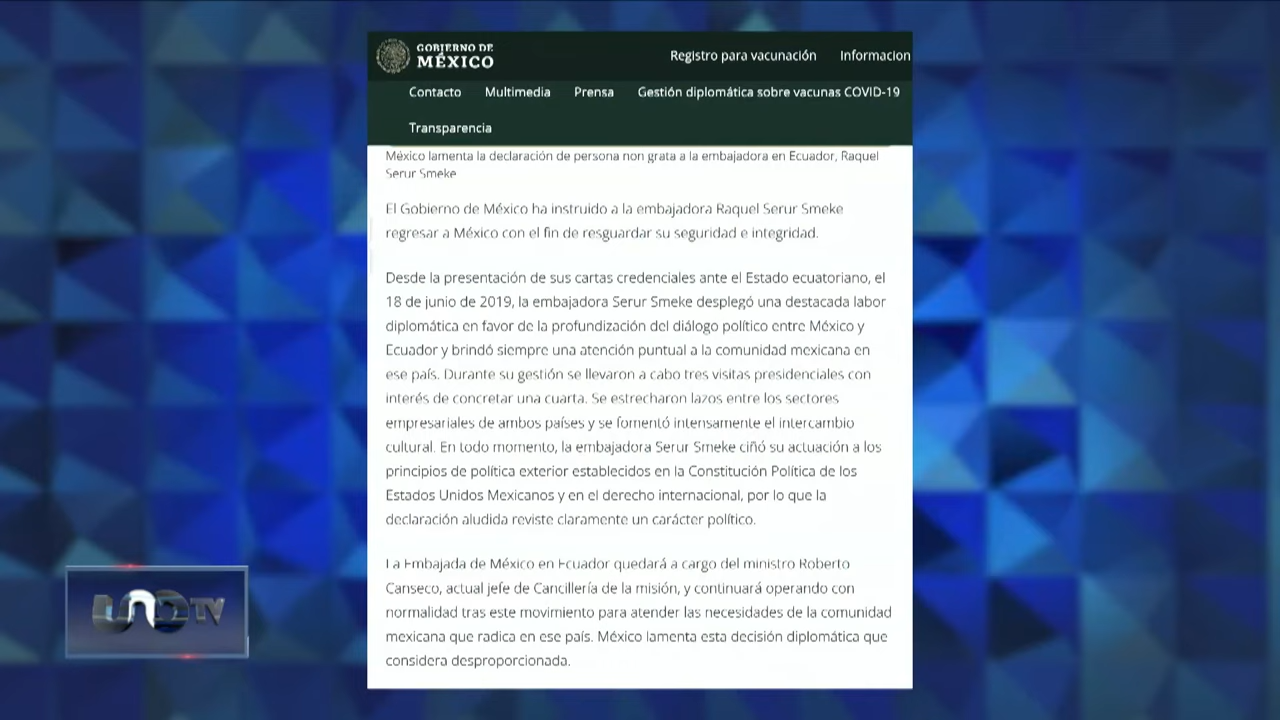 GOBIERNO DE
MÉXICO
Registro para vacunación Informacion
Contacto Multimedia Prensa Gestión diplomática sobre vacunas COVID-19
Transparencia
México lamenta la declaración de persona non grata a la embajadora en Ecuador, Raquel
Serur Smeke
El Gobierno de México ha instruido a la embajadora Raquel Serur Smeke
regresar a México con el fin de resguardar su seguridad e integridad.
Desde la presentación de sus cartas credenciales ante el Estado ecuatoriano, el
18 de junio de 2019, la embajadora Serur Smeke desplegó una destacada labor
diplomática en favor de la profundización del diálogo político entre México y
Ecuador y brindó siempre una atención puntual a la comunidad mexicana en
ese país. Durante su gestión se llevaron a cabo tres visitas presidenciales con
interés de concretar una cuarta. Se estrecharon lazos entre los sectores
empresariales de ambos países y se fomentó intensamente el intercambio
cultural. En todo momento, la embajadora Serur Smeke ciñó su actuación a los
principios de política exterior establecidos en la Constitución Política de los
Estados Unidos Mexicanos y en el derecho internacional, por lo que la
declaración aludida reviste claramente un carácter político.
La Embajada de México en Ecuador quedará a cargo del ministro Roberto
Canseco, actual jefe de Cancillería de la misión, y continuará operando con
normalidad tras este movimiento para atender las necesidades de la comunidad
mexicana que radica en ese país. México lamenta esta decisión diplomática que
considera desproporcionada.
UNO TV